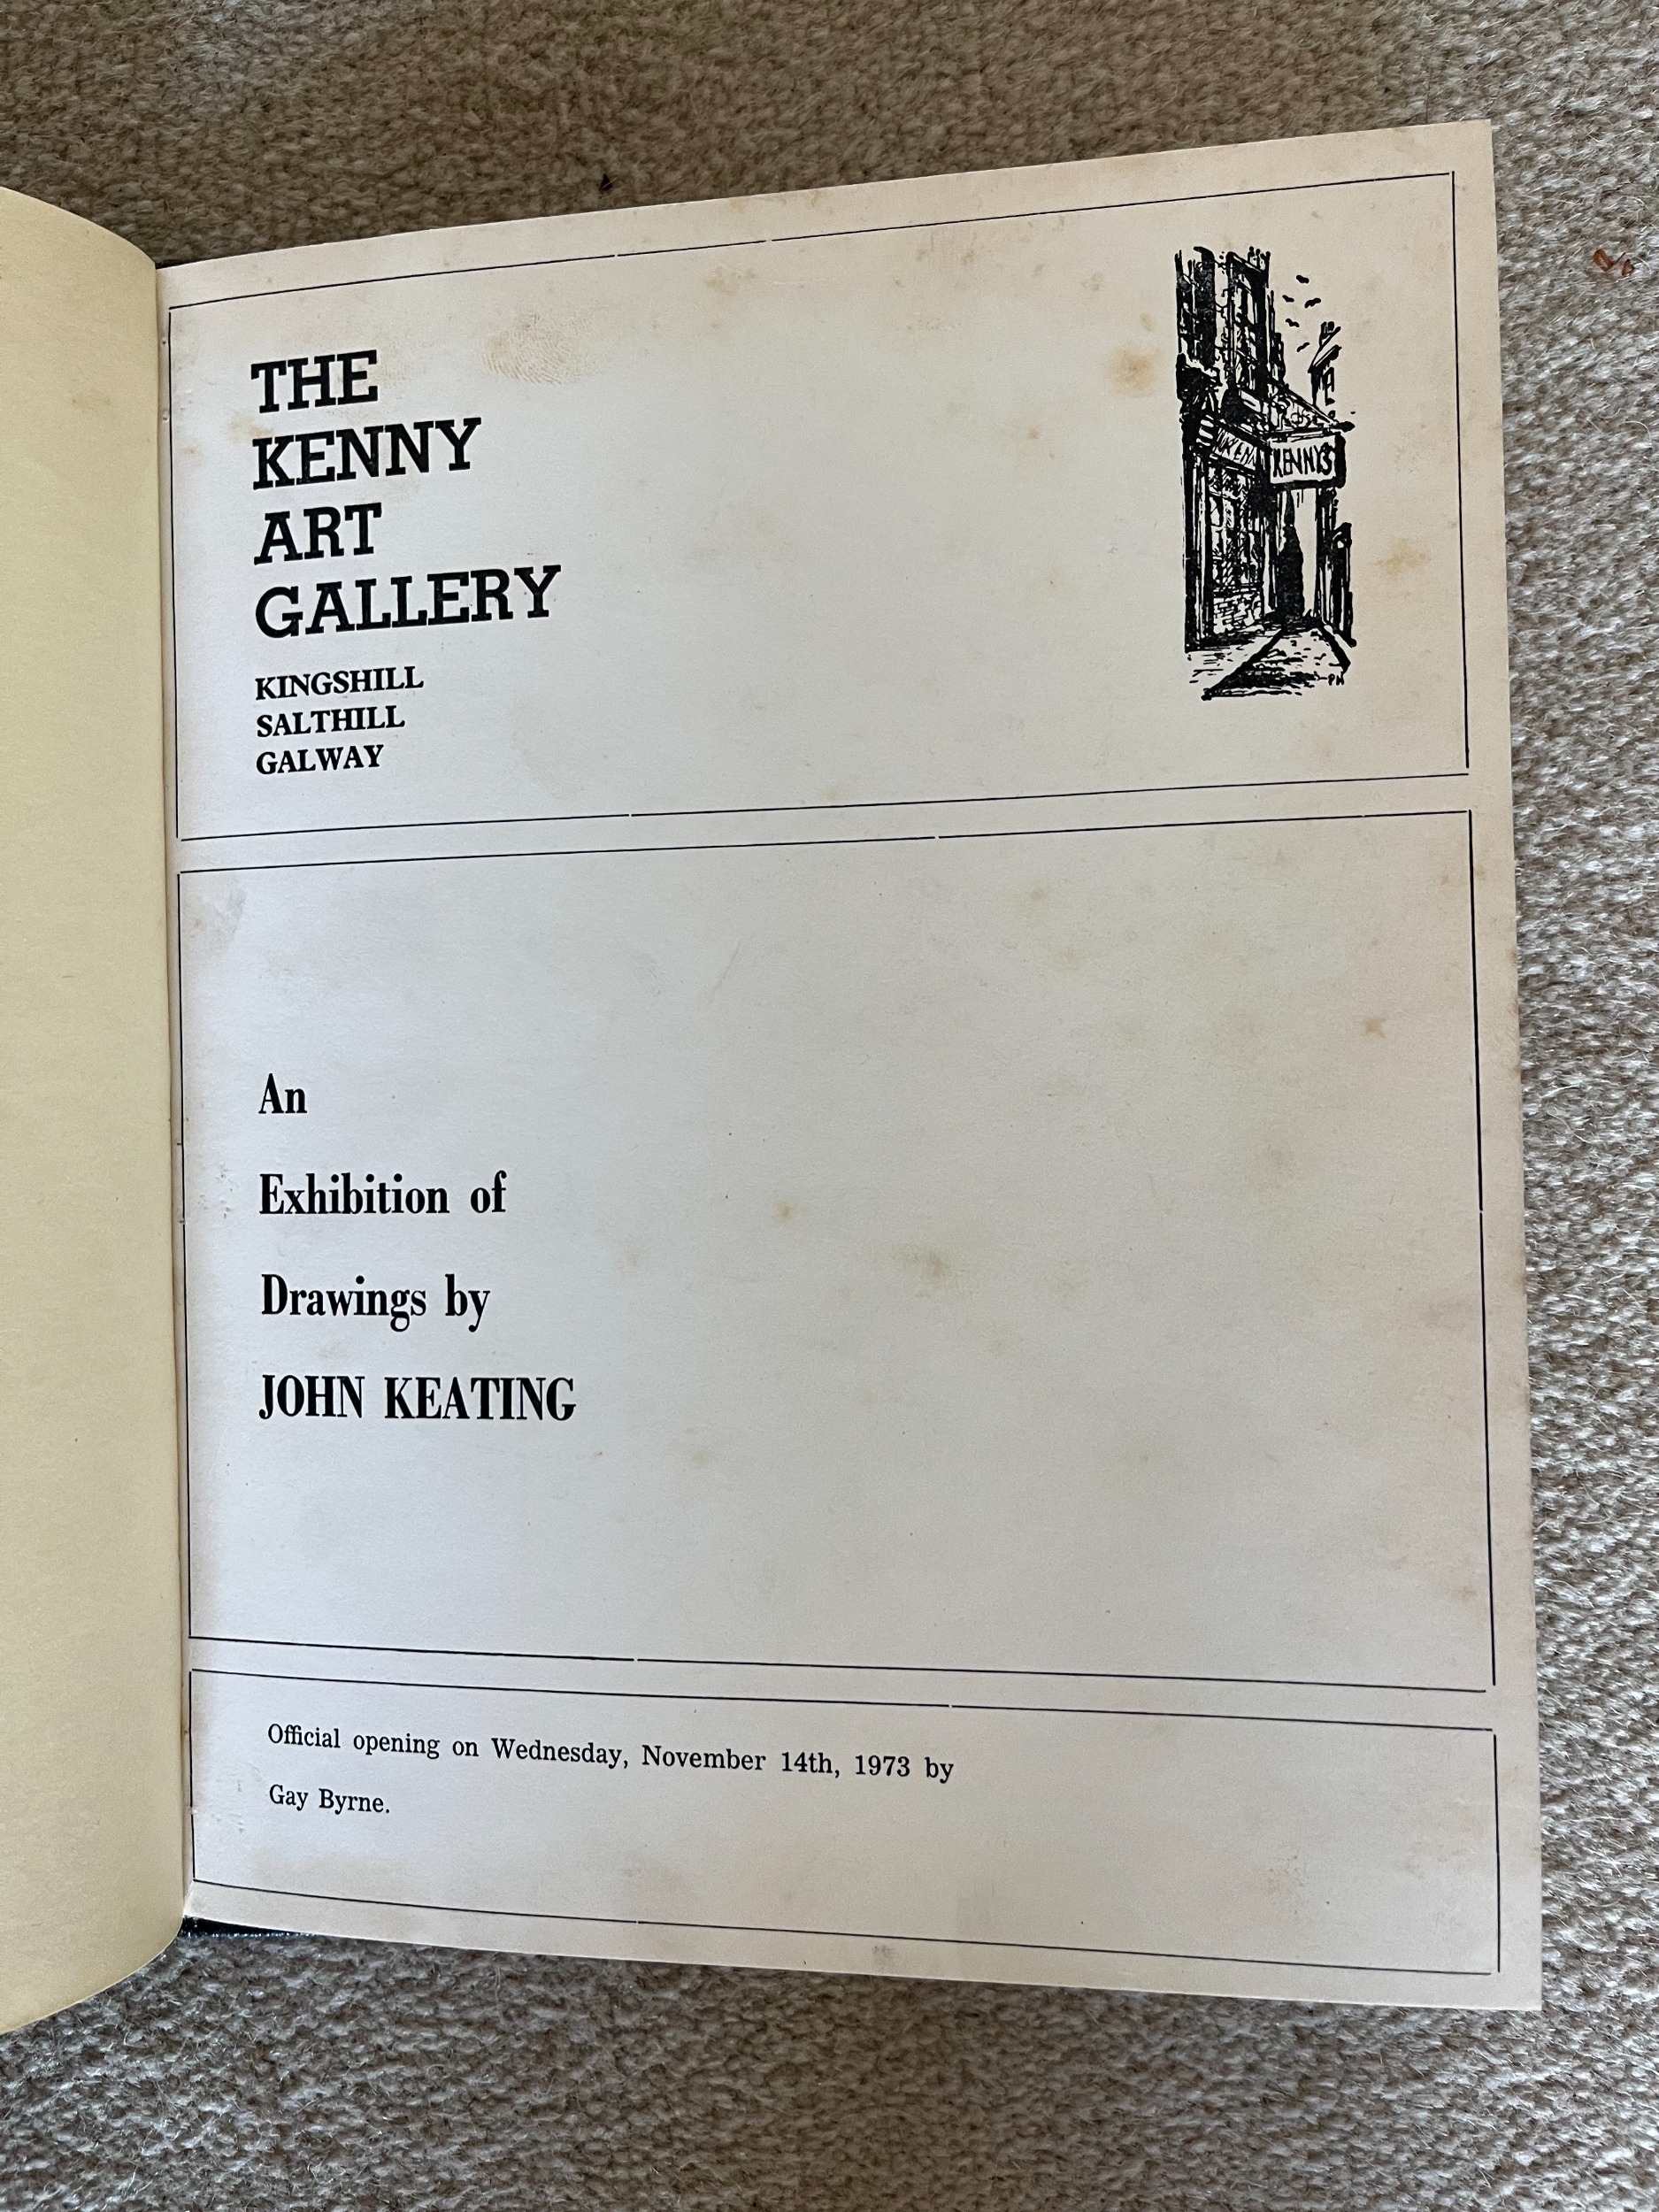 THE
KENNY
ART
GALLERY
KINGSHILL
SALTHILL
GALWAY
KENNYS
An
Exhibition of
Drawings by
JOHN KEATING
Official opening on Wednesday, November 14th, 1973 by
Gay Byrne.